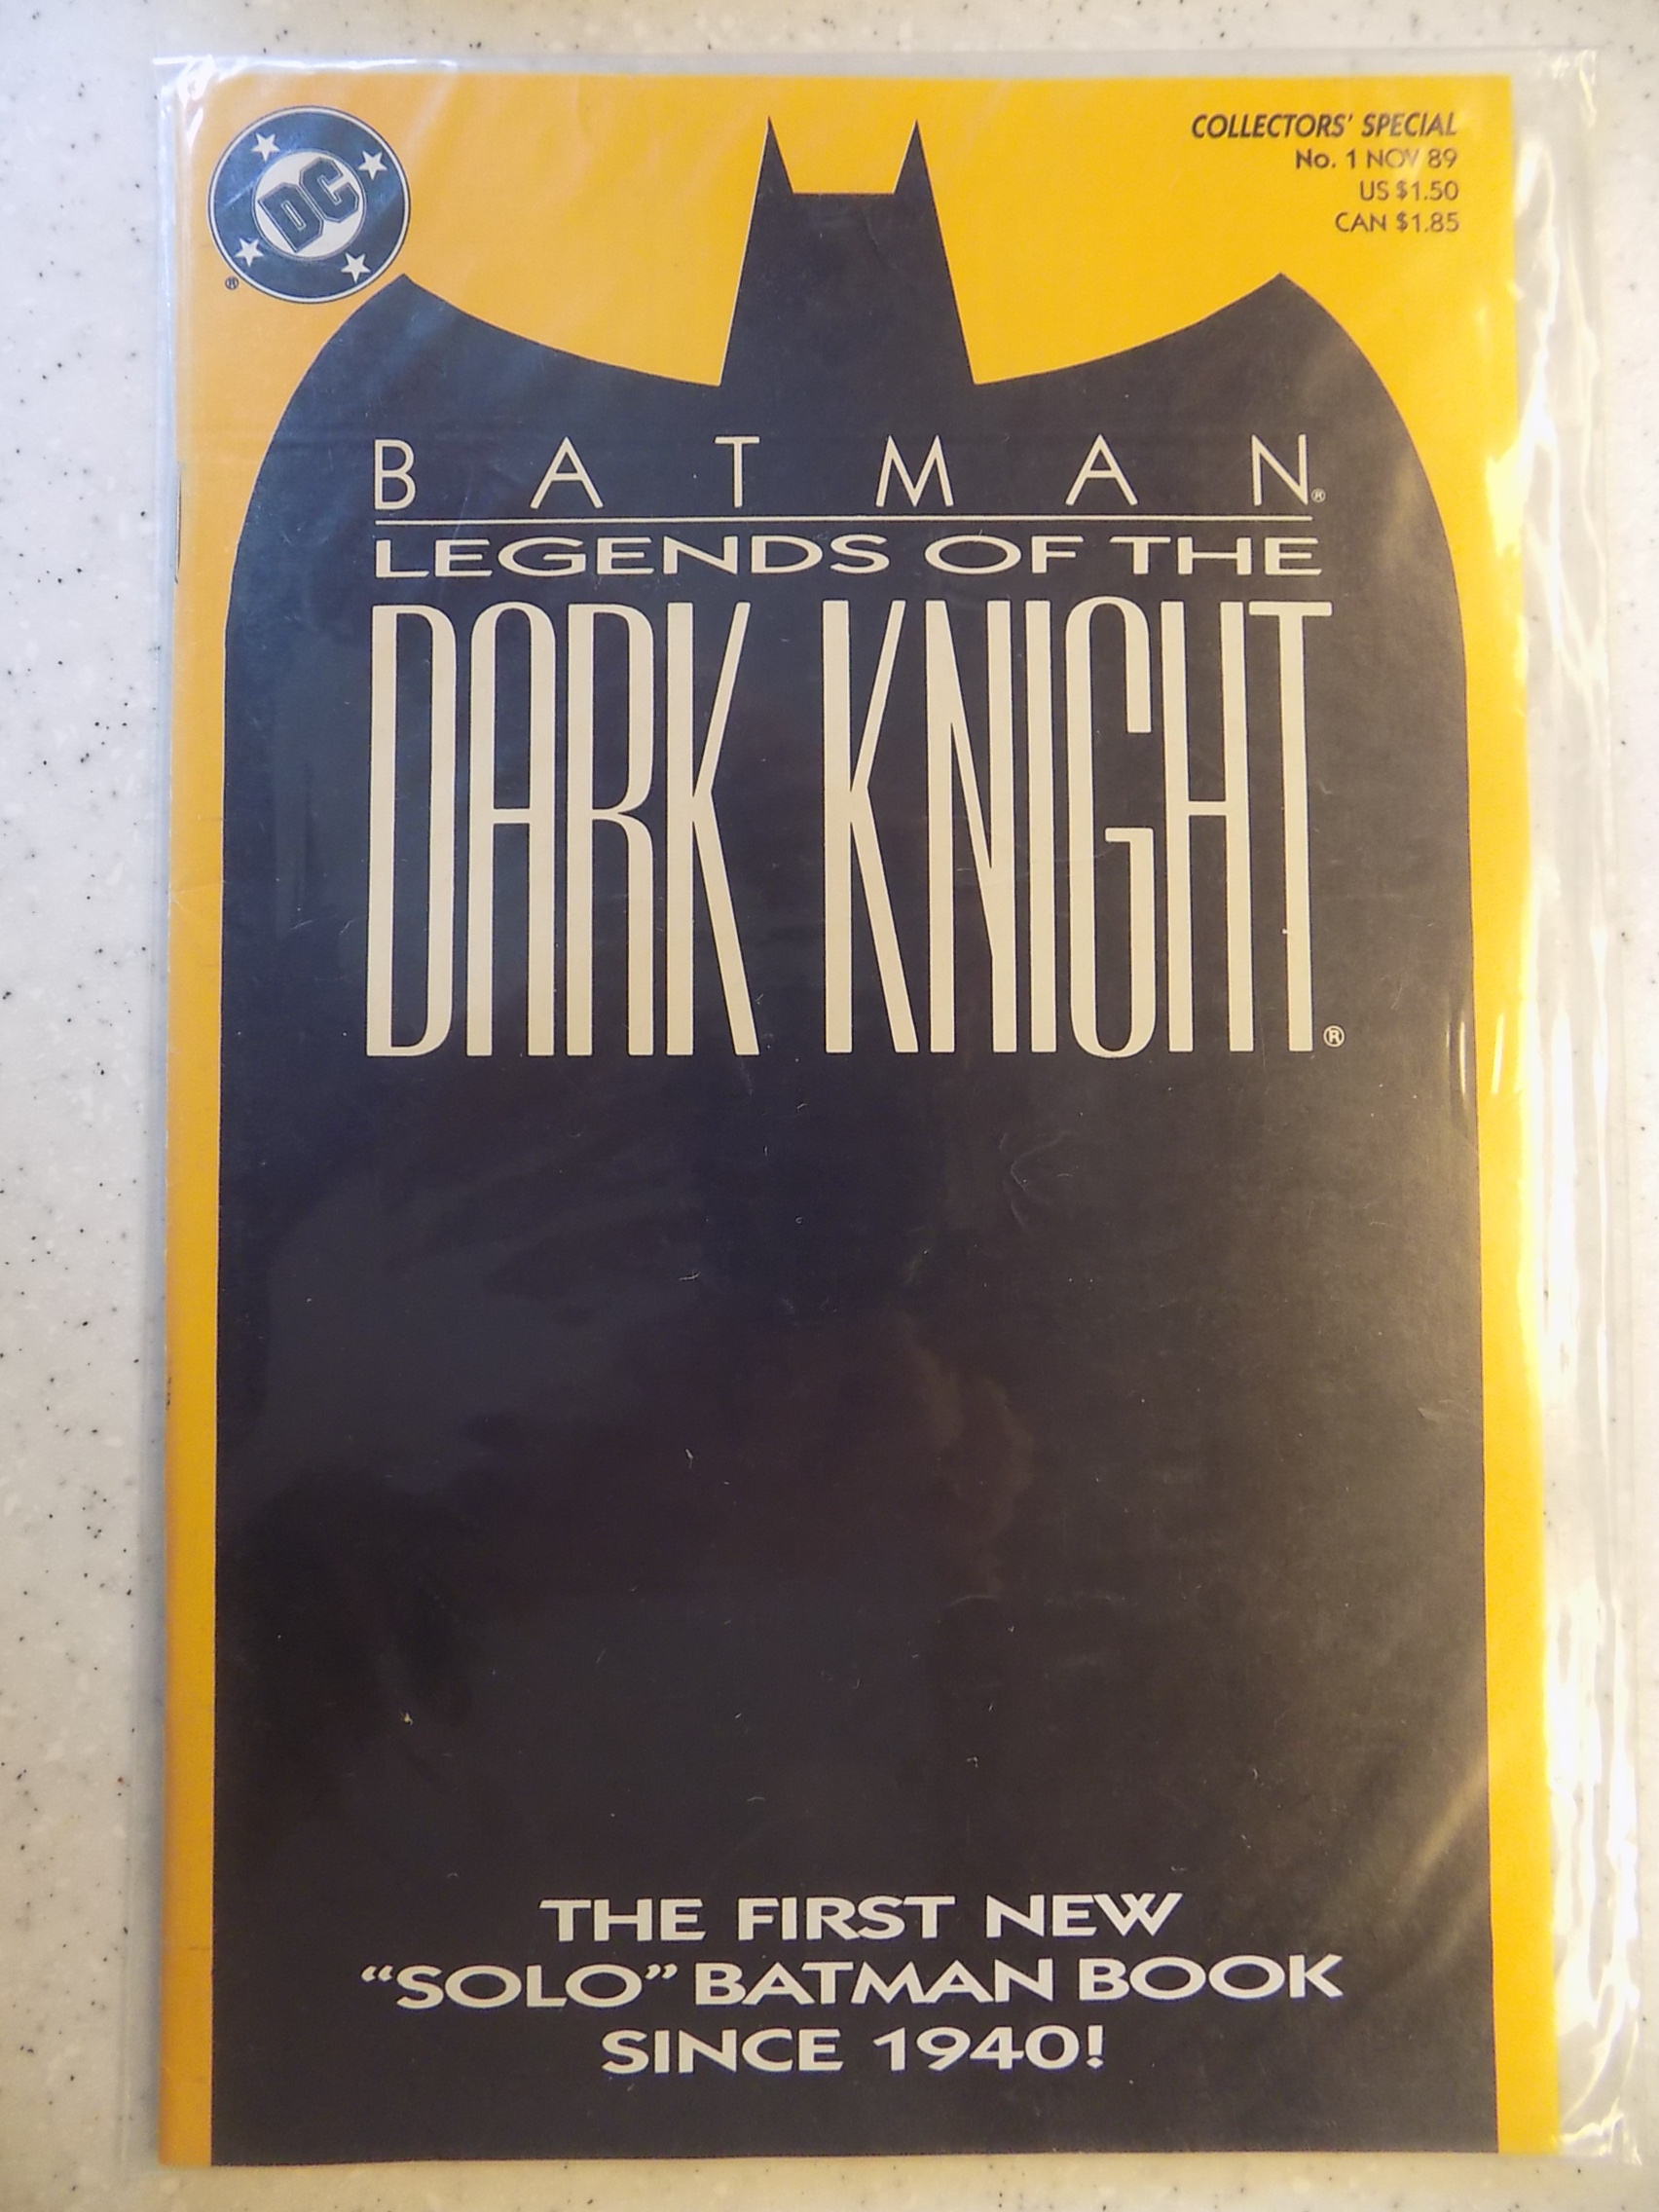 DC
®
COLLECTORS' SPECIAL
No. 1 NOV 89
US $1.50
CAN $1.85
BATMAN®
LEGENDS OF THE
DARK KNIGHT®
THE FIRST NEW
“SOLO” BATMAN BOOK
SINCE 1940!